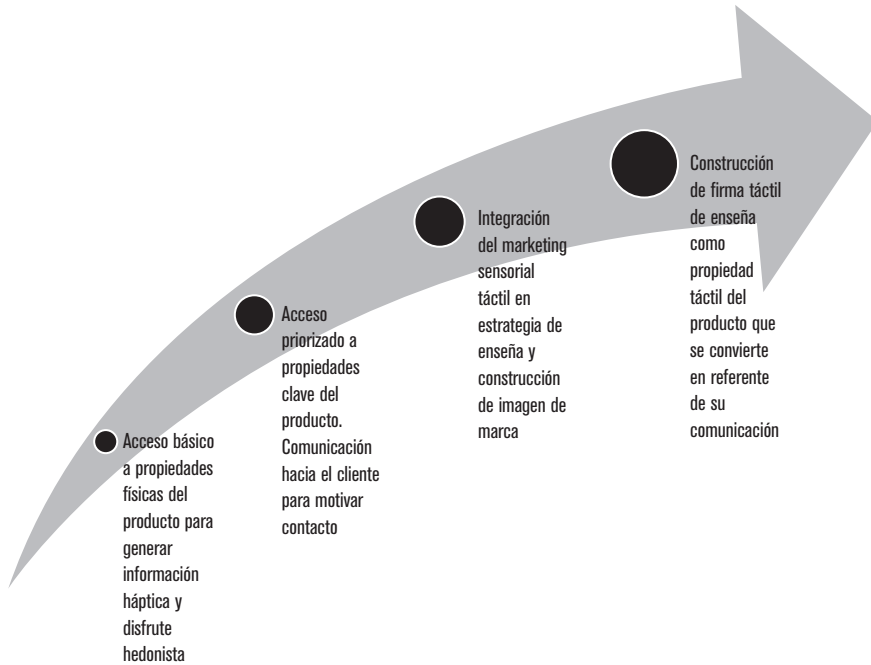 Acceso básico
a propiedades
físicas del
producto para
generar
información
háptica y
disfrute
hedonista
Acceso
priorizado a
propiedades
clave del
producto.
Comunicación
hacia el cliente
para motivar
contacto
Integración
del marketing
sensorial
táctil en
estrategia de
enseña y
construcción
de imagen de
marca
Construcción
de firma táctil
de enseña
como
propiedad
táctil del
producto que
se convierte
en referente
de su
comunicación